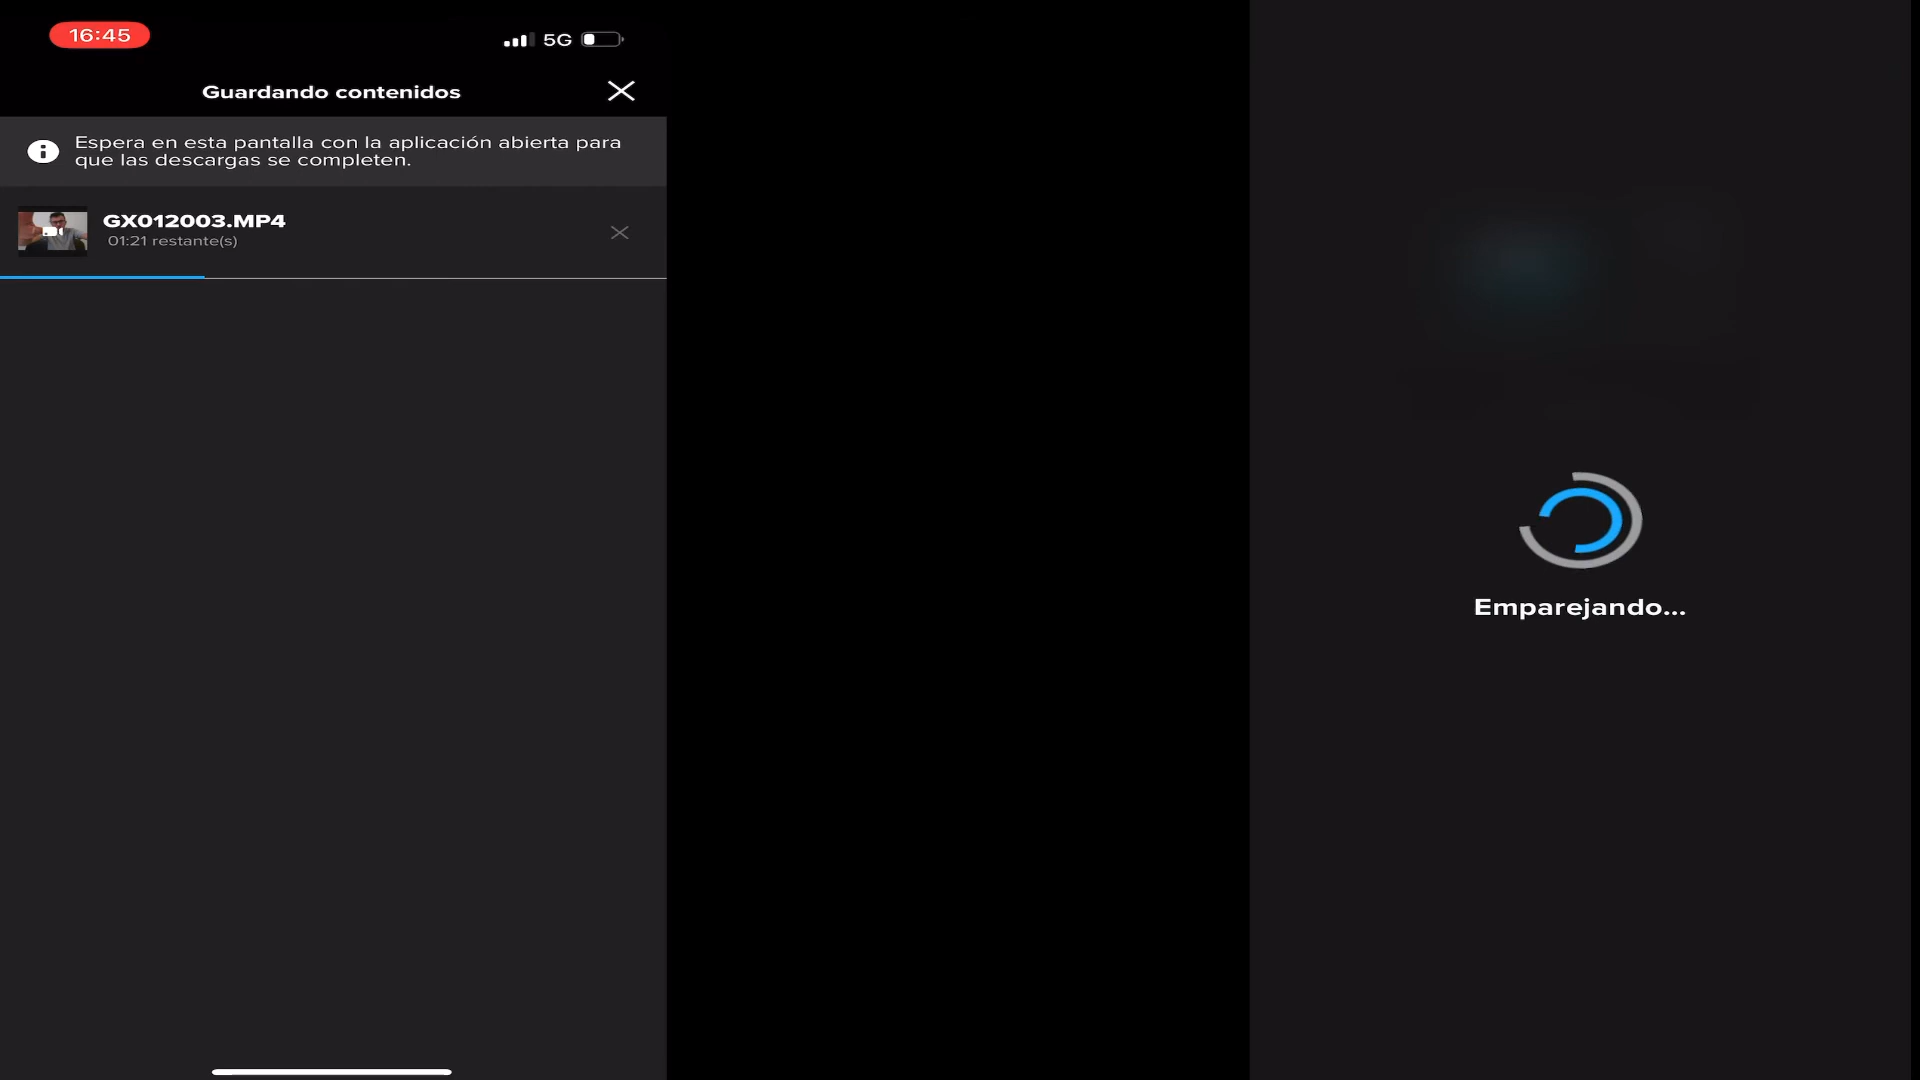 16:45
5G
Guardando contenidos
Espera en esta pantalla con la aplicación abierta para
que las descargas se completen.
GX012003.MP4
01:21 restante(s)
Emparejando...